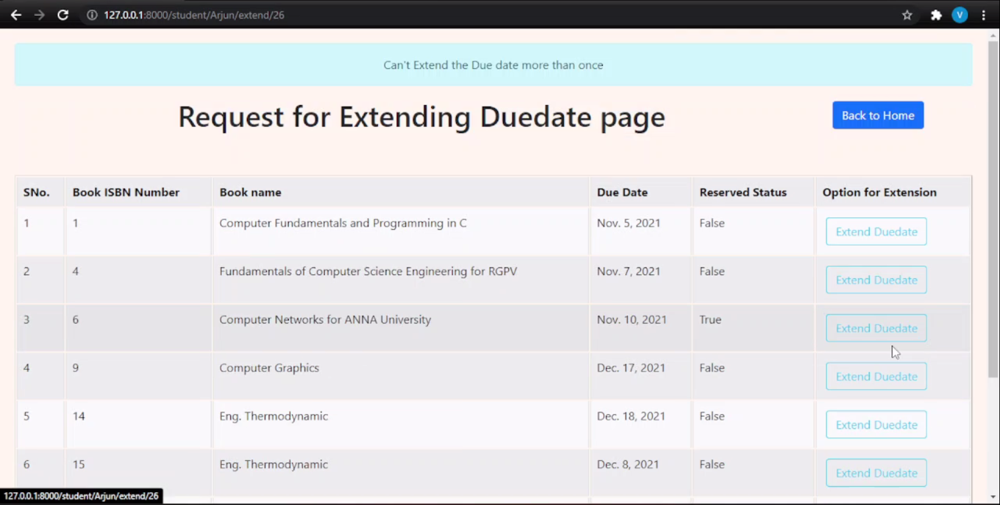 127.0.0.1:8000/student/Arjun/extend/26
V
Can't Extend the Due date more than once
Request for Extending Duedate page
Back to Home
SNo. Book ISBN Number Book name Due Date Reserved Status Option for Extension
1 1 Computer Fundamentals and Programming in C Nov. 5, 2021 False Extend Duedate
2 4 Fundamentals of Computer Science Engineering for RGPV Nov. 7, 2021 False Extend Duedate
3 6 Computer Networks for ANNA University Nov. 10, 2021 True Extend Duedate
4 9 Computer Graphics Dec. 17, 2021 False Extend Duedate
5 14 Eng. Thermodynamic Dec. 18, 2021 False Extend Duedate
6 15 Eng. Thermodynamic Dec. 8, 2021 False Extend Duedate
127.0.0.1:8000/student/Arjun/extend/26